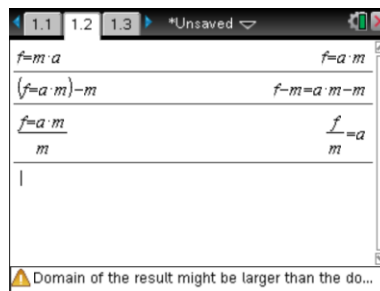 1.1 1.2 1.3 *Unsaved
f=m·a f=a·m
(f=a·m)-m f-m=a·m-m
f=a·m f
m m =a
Domain of the result might be larger than the do...